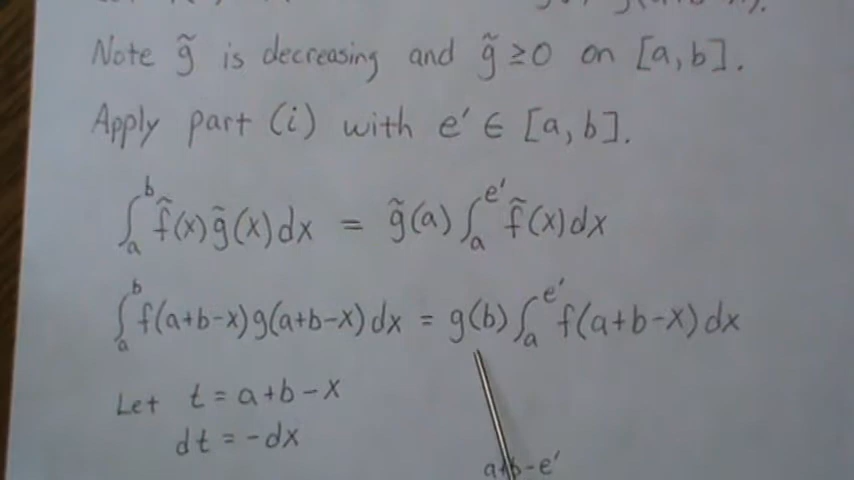 Note g̃ is decreasing and g̃ ≥ 0 on [a, b].
Apply part (i) with e′ ∈ [a, b].
∫_a^b f̃(x) g̃(x) dx = g̃(a) ∫_a^e′ f̃(x) dx
∫_a^b f(a+b-x) g(a+b-x) dx = g(b) ∫_a^e′ f(a+b-x) dx
Let t = a+b-x
dt = -dx
a+b-e′